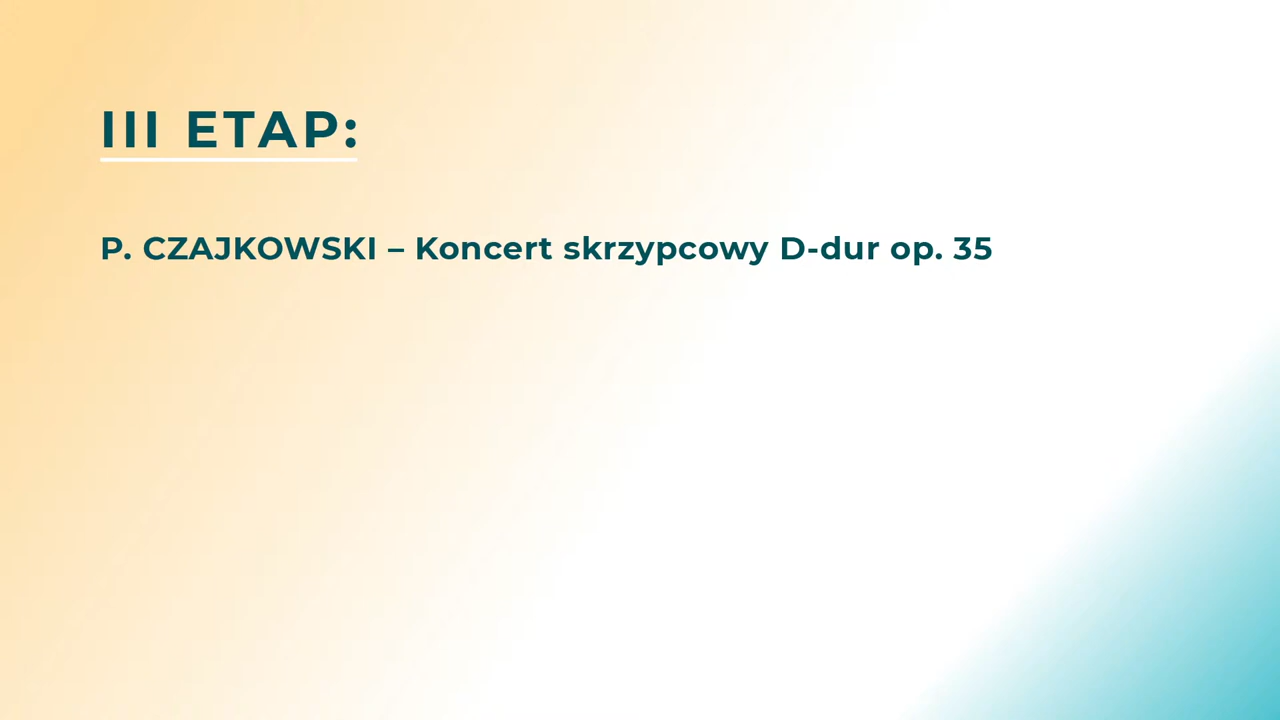 III ETAP:
P. CZAJKOWSKI – Koncert skrzypcowy D-dur op. 35